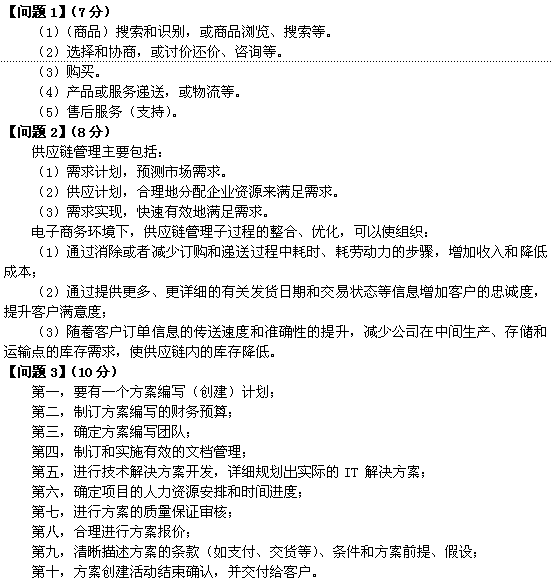 【问题 1】(7 分)
（1）（商品）搜索和识别，或商品浏览、搜索等。
（2）选择和协商，或讨价还价、咨询等。
（3）购买。
（4）产品或服务递送，或物流等。
（5）售后服务（支持）。
【问题 2】(8 分)
供应链管理主要包括：
（1）需求计划，预测市场需求。
（2）供应计划，合理地分配企业资源来满足需求。
（3）需求实现，快速有效地满足需求。
电子商务环境下，供应链管理子过程的整合、优化，可以使组织：
（1）通过消除或者减少订购和递送过程中耗时、耗劳动力的步骤，增加收入和降低
成本；
（2）通过提供更多、更详细的有关发货日期和交易状态等信息增加客户的忠诚度，
提升客户满意度；
（3）随着客户订单信息的传送速度和准确性的提升，减少公司在中间生产、存储和
运输点的库存需求，使供应链内的库存降低。
【问题 3】(10 分)
第一，要有一个方案编写（创建）计划；
第二，制订方案编写的财务预算；
第三，确定方案编写团队；
第四，制订和实施有效的文档管理；
第五，进行技术解决方案开发，详细规划出实际的 IT 解决方案；
第六，确定项目的人力资源安排和时间进度；
第七，进行方案的质量保证审核；
第八，合理进行方案报价；
第九，清晰描述方案的条款（如支付、交货等）、条件和方案前提、假设；
第十，方案创建活动结束确认，并交付给客户。